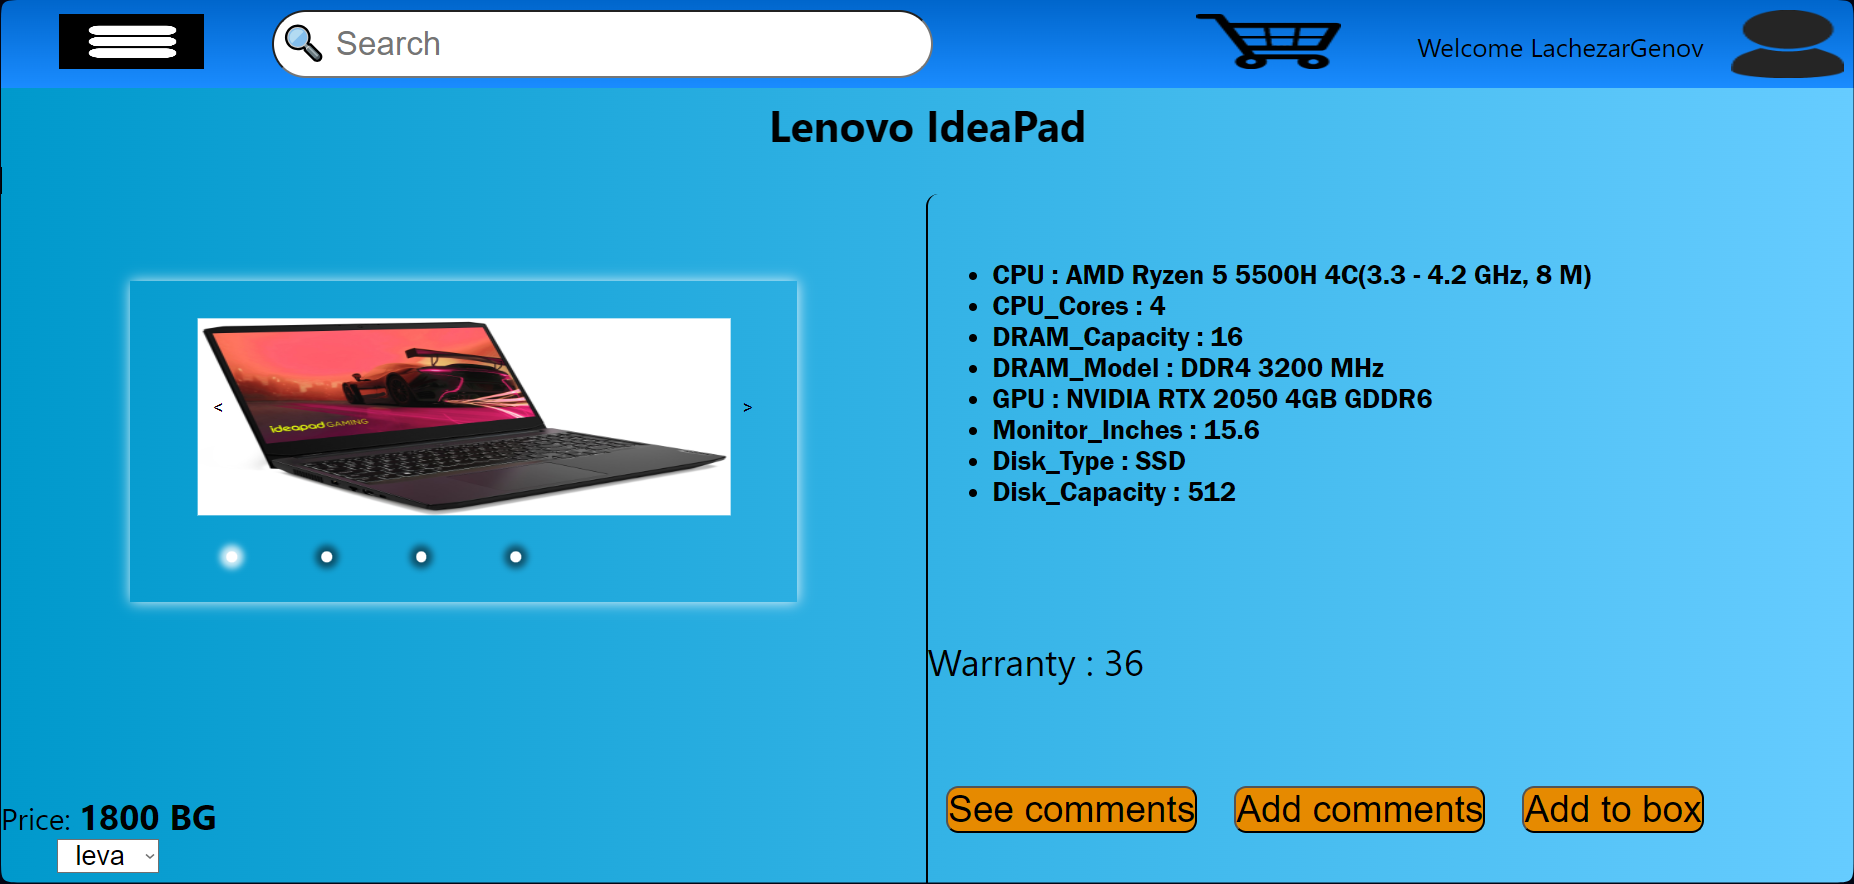 Search
Welcome LachezarGenov
Lenovo IdeaPad
• CPU : AMD Ryzen 5 5500H 4C(3.3 - 4.2 GHz, 8 M)
• CPU_Cores : 4
• DRAM_Capacity : 16
• DRAM_Model : DDR4 3200 MHz
• GPU : NVIDIA RTX 2050 4GB GDDR6
• Monitor_Inches : 15.6
• Disk_Type : SSD
• Disk_Capacity : 512
<
>
ideapad GAMING
Warranty : 36
See comments
Add comments
Add to box
Price: 1800 BG
leva